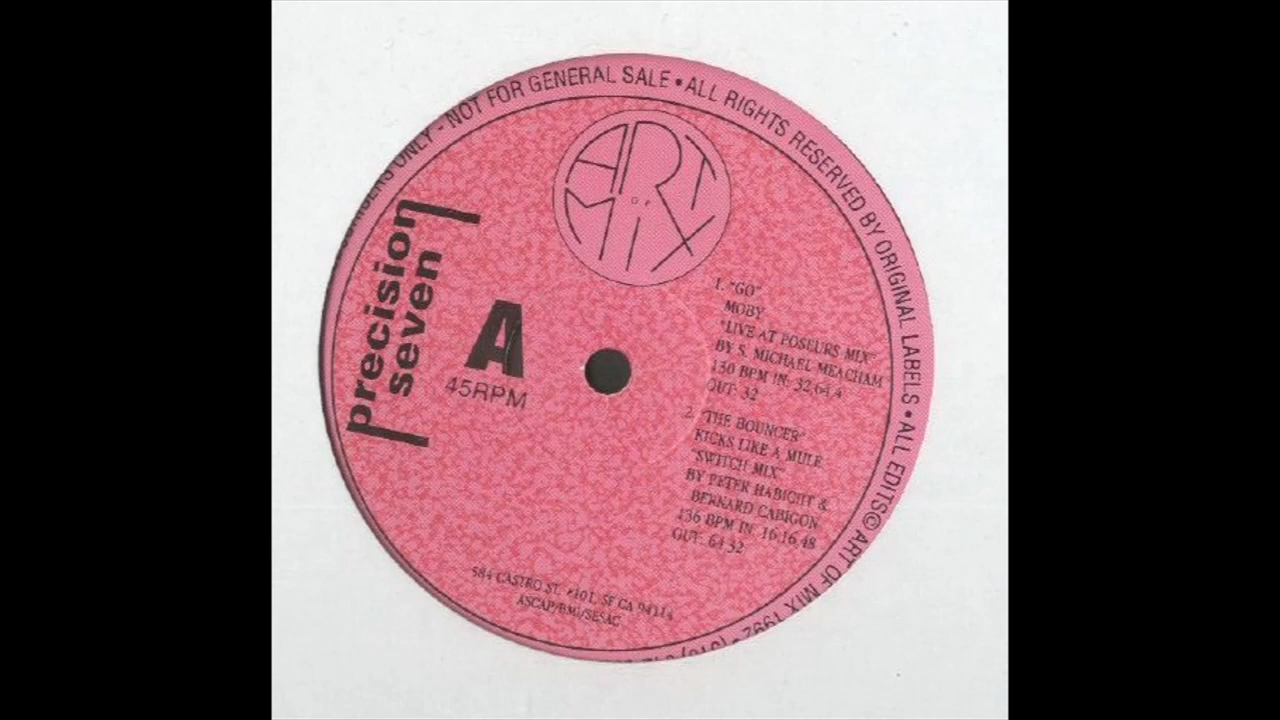 ONLY - NOT FOR GENERAL SALE • ALL RIGHTS RESERVED BY ORIGINAL LABELS • ALL EDITS© ART OF MIX 1992 •
ART
OF
MIX
precision
seven
A
45RPM
1. "GO"
MOBY
"LIVE AT POSEURS MIX"
BY S. MICHAEL MEACHAM
130 BPM IN: 32,64,4
OUT: 32
2. "THE BOUNCER"
KICKS LIKE A MULE
"SWITCH MIX"
BY PETER HABICHT &
BERNARD CABIGON
136 BPM IN: 16,16,48
OUT: 64,32
584 CASTRO ST. #101, SF CA 94114
ASCAP/BMI/SESAC